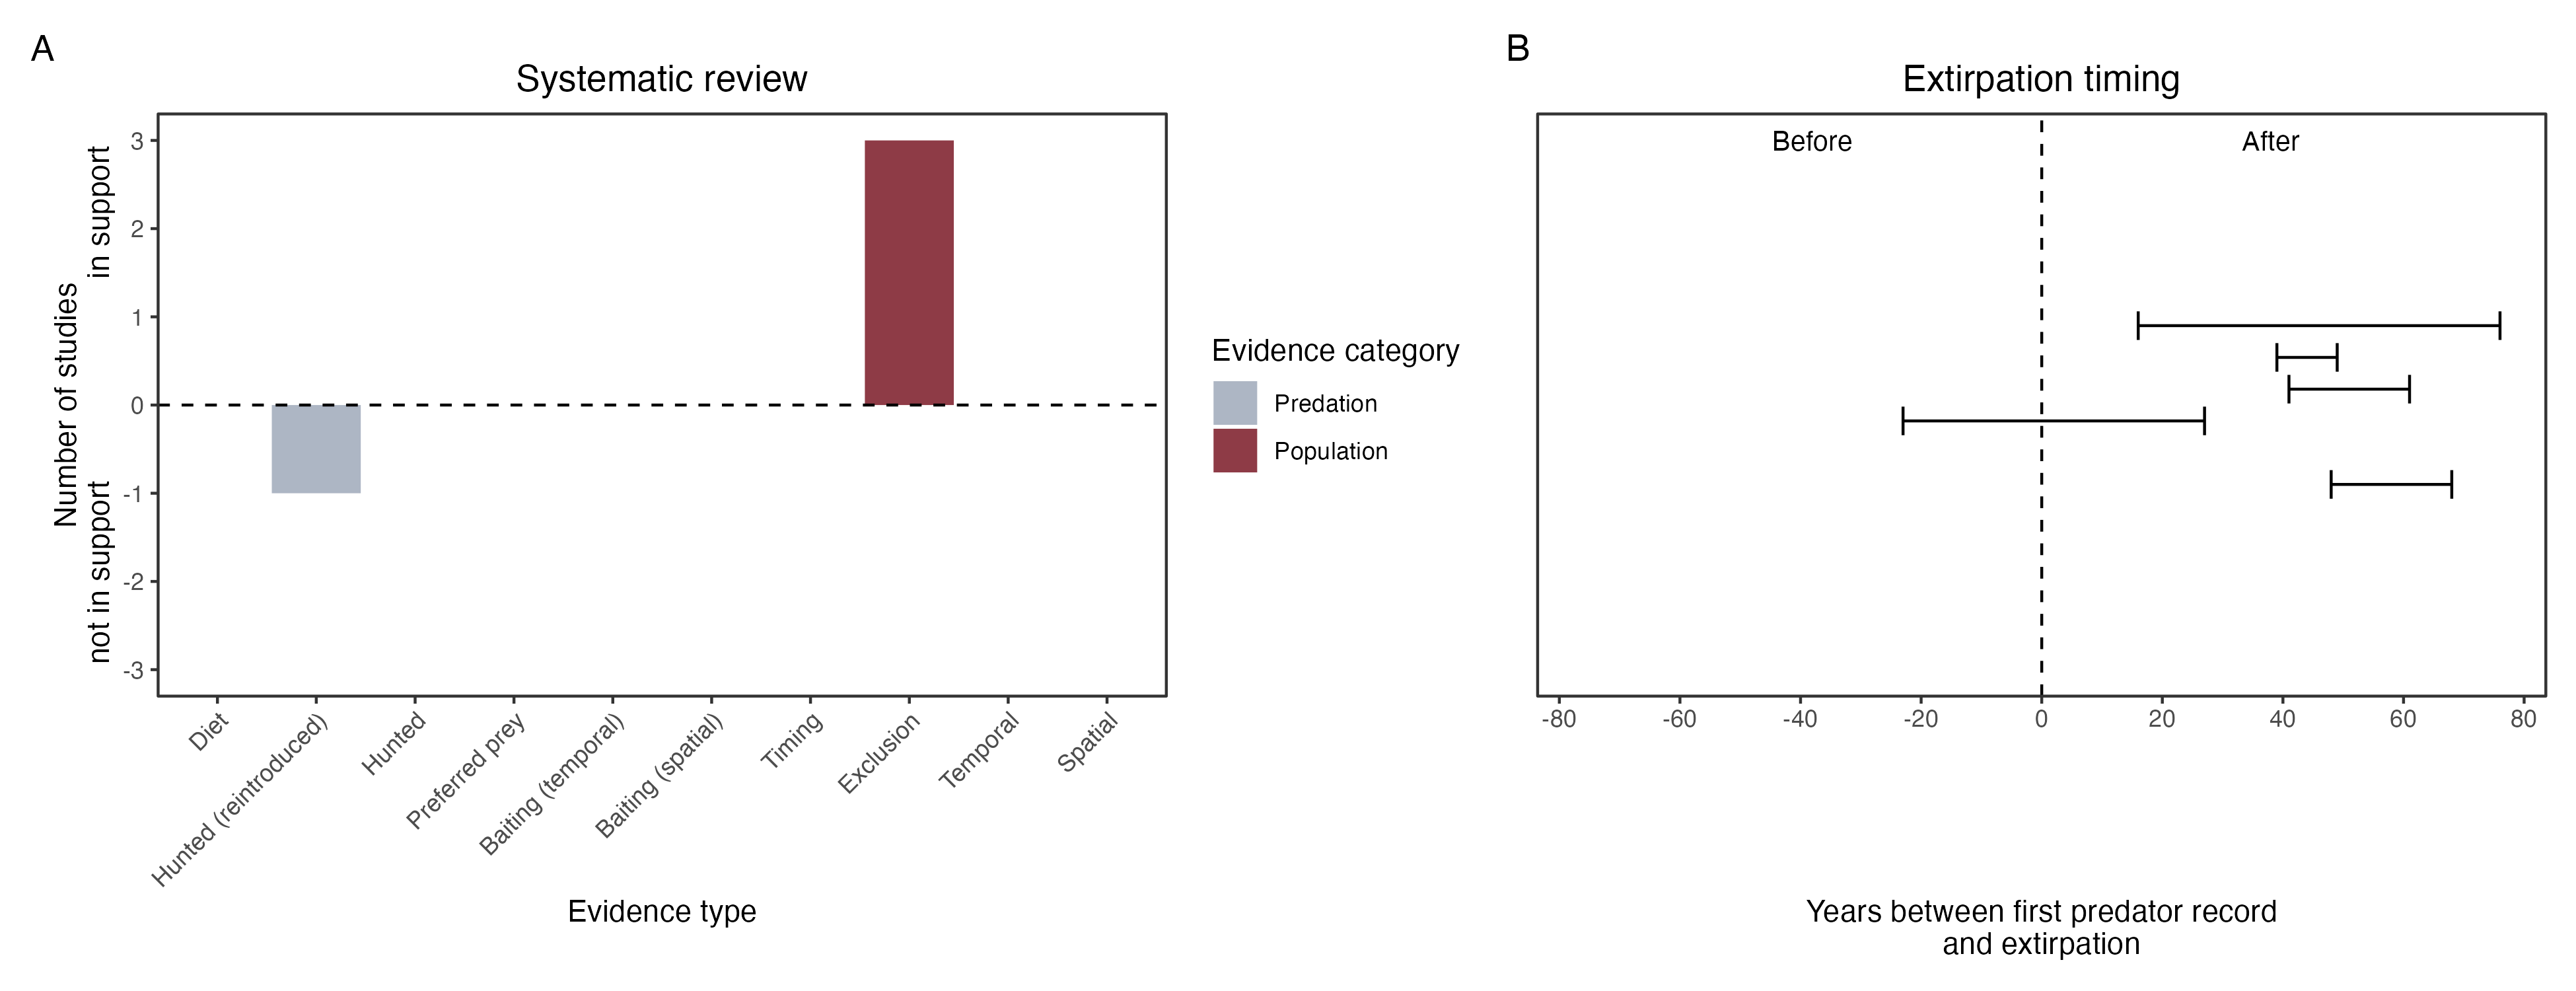 A
Systematic review
Number of studies
not in support
in support
3
2
1
0
-1
-2
-3
Diet
Hunted (reintroduced)
Hunted
Preferred prey
Baiting (temporal)
Baiting (spatial)
Timing
Exclusion
Temporal
Spatial
Evidence type
Evidence category
Predation
Population
B
Extirpation timing
Before
After
-80
-60
-40
-20
0
20
40
60
80
Years between first predator record
and extirpation